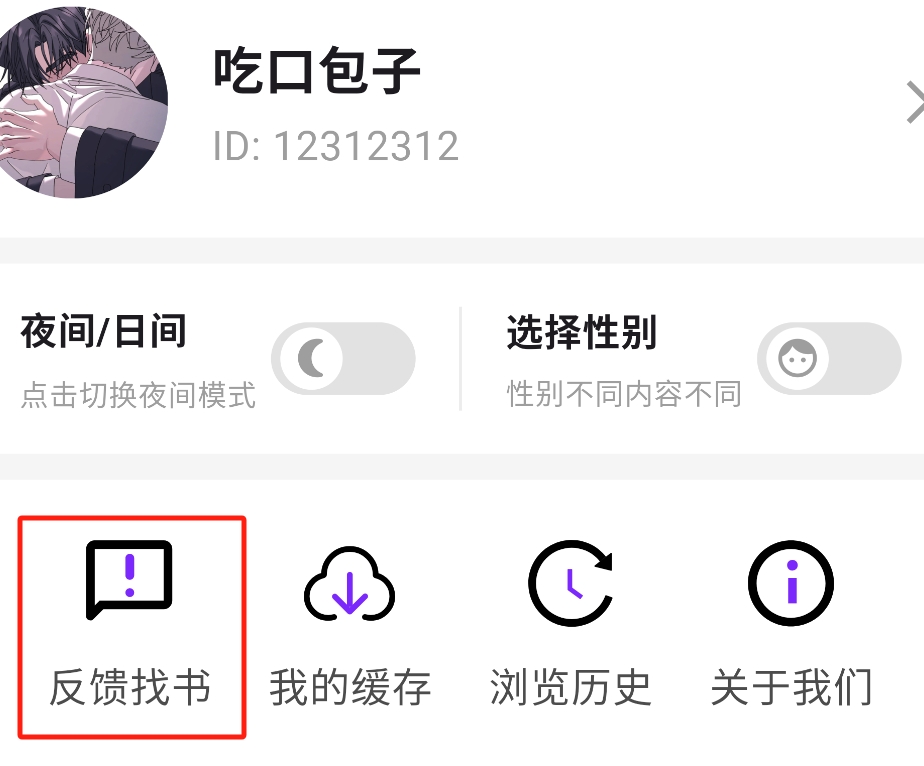 吃口包子
ID: 12312312
夜间/日间
点击切换夜间模式
选择性别
性别不同内容不同
反馈找书
我的缓存
浏览历史
关于我们